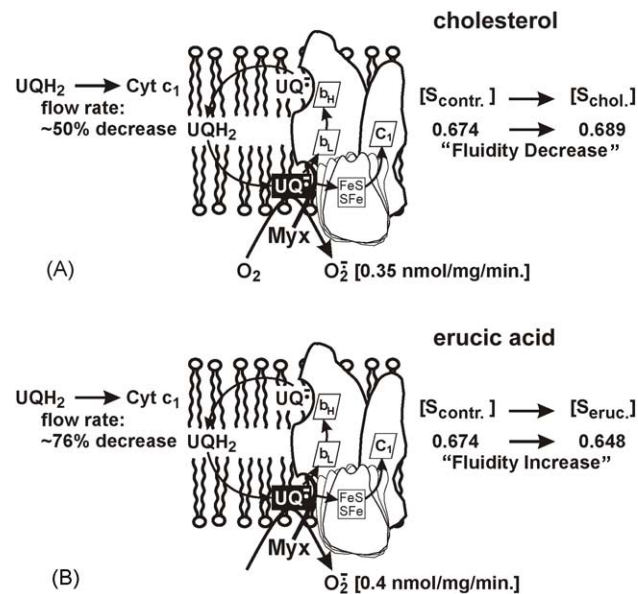 cholesterol
UQH₂ → Cyt c₁
flow rate:
~50% decrease
UQH₂
UQ∸
b_H
b_L
C₁
[S_contr.] → [S_chol.]
0.674 → 0.689
"Fluidity Decrease"
UQ∸
FeS
SFe
Myx
(A)
O₂
O₂∸ [0.35 nmol/mg/min.]
erucic acid
UQH₂ → Cyt c₁
flow rate:
~76% decrease
UQH₂
UQ∸
b_H
b_L
C₁
[S_contr.] → [S_eruc.]
0.674 → 0.648
"Fluidity Increase"
UQ∸
FeS
SFe
Myx
(B)
O₂∸ [0.4 nmol/mg/min.]